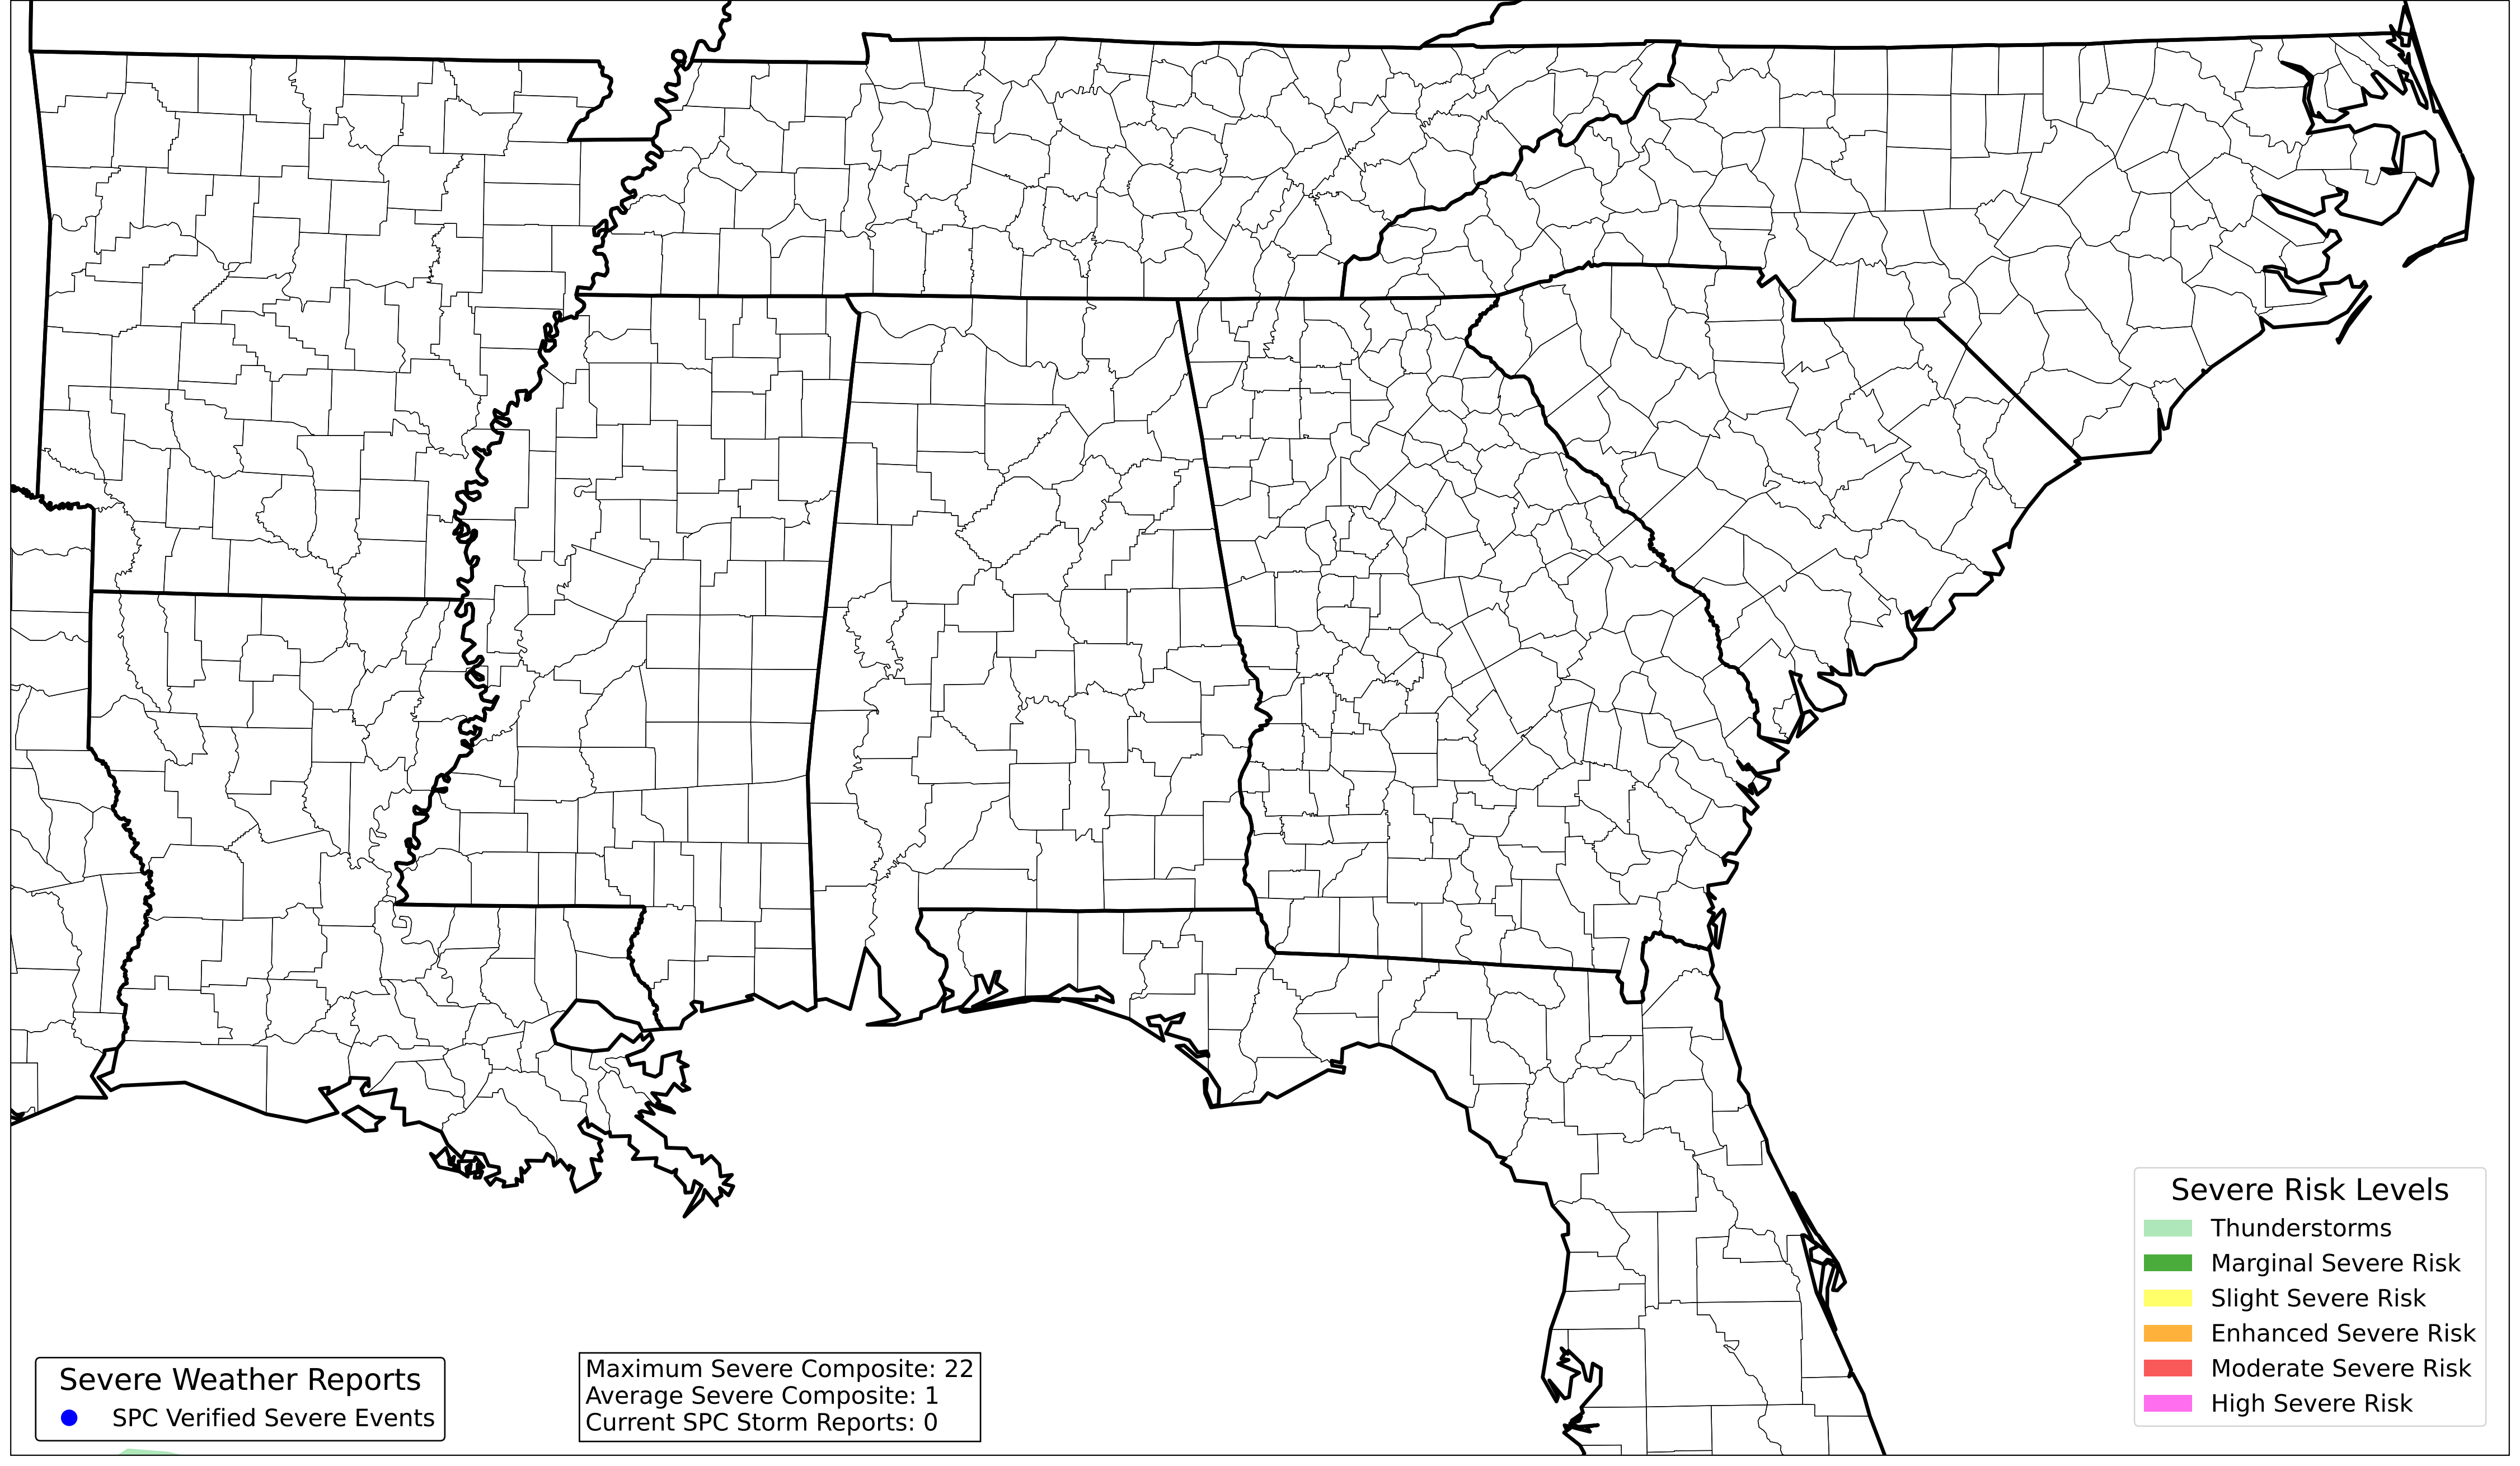 Severe Weather Reports
SPC Verified Severe Events
Maximum Severe Composite: 22
Average Severe Composite: 1
Current SPC Storm Reports: 0
Severe Risk Levels
Thunderstorms
Marginal Severe Risk
Slight Severe Risk
Enhanced Severe Risk
Moderate Severe Risk
High Severe Risk